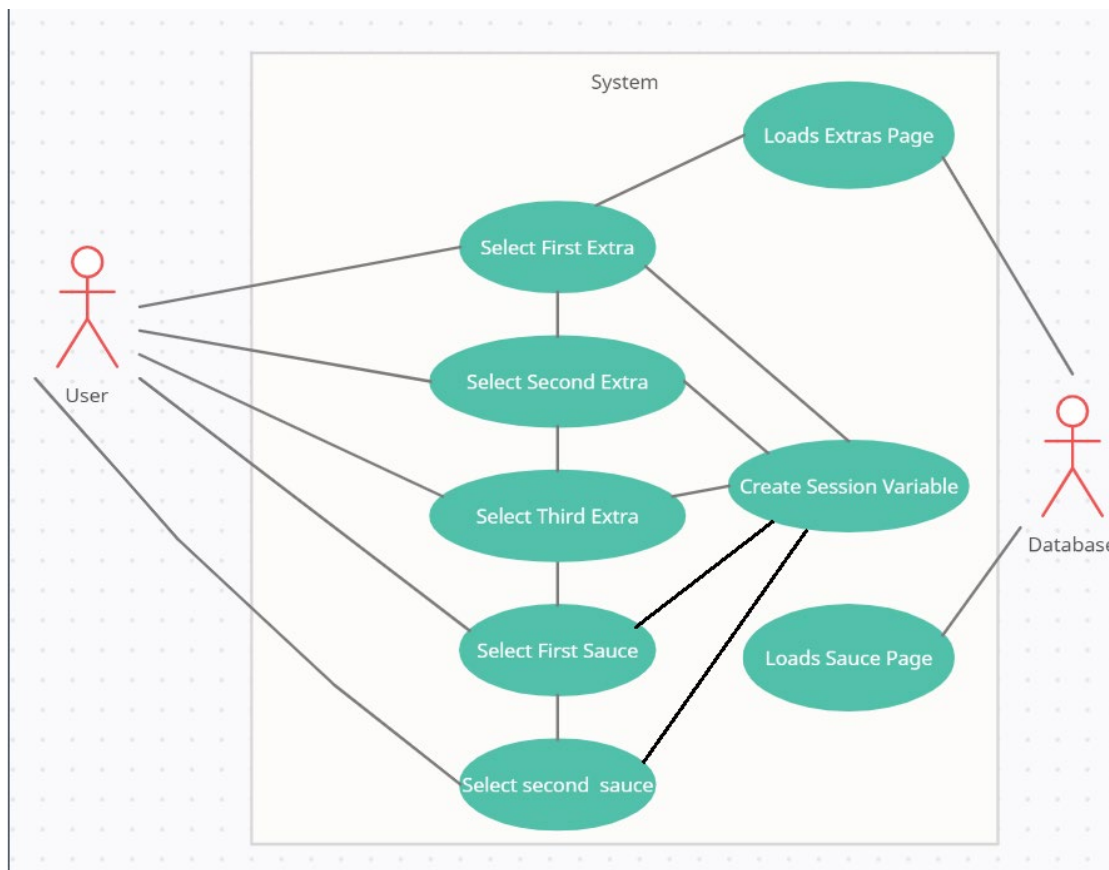 System
Loads Extras Page
Select First Extra
User
Select Second Extra
Create Session Variable
Select Third Extra
Database
Select First Sauce
Loads Sauce Page
Select second sauce